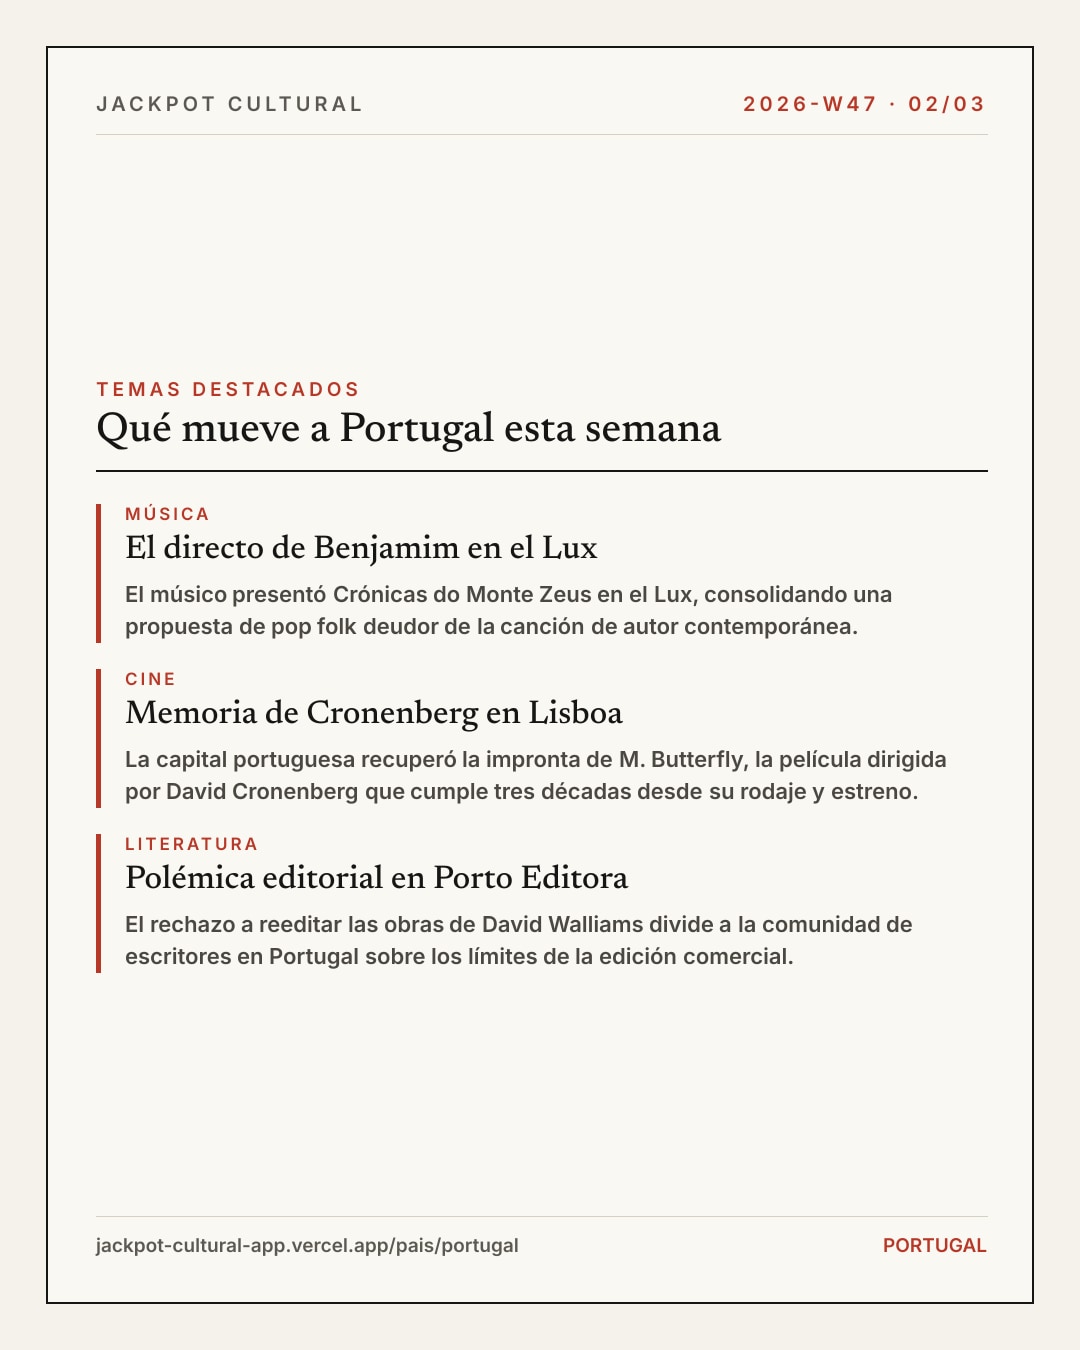 JACKPOT CULTURAL
2026-W47 · 02/03
TEMAS DESTACADOS
Qué mueve a Portugal esta semana
MÚSICA
El directo de Benjamim en el Lux
El músico presentó Crónicas do Monte Zeus en el Lux, consolidando una
propuesta de pop folk deudor de la canción de autor contemporánea.
CINE
Memoria de Cronenberg en Lisboa
La capital portuguesa recuperó la impronta de M. Butterfly, la película dirigida
por David Cronenberg que cumple tres décadas desde su rodaje y estreno.
LITERATURA
Polémica editorial en Porto Editora
El rechazo a reeditar las obras de David Walliams divide a la comunidad de
escritores en Portugal sobre los límites de la edición comercial.
jackpot-cultural-app.vercel.app/pais/portugal
PORTUGAL